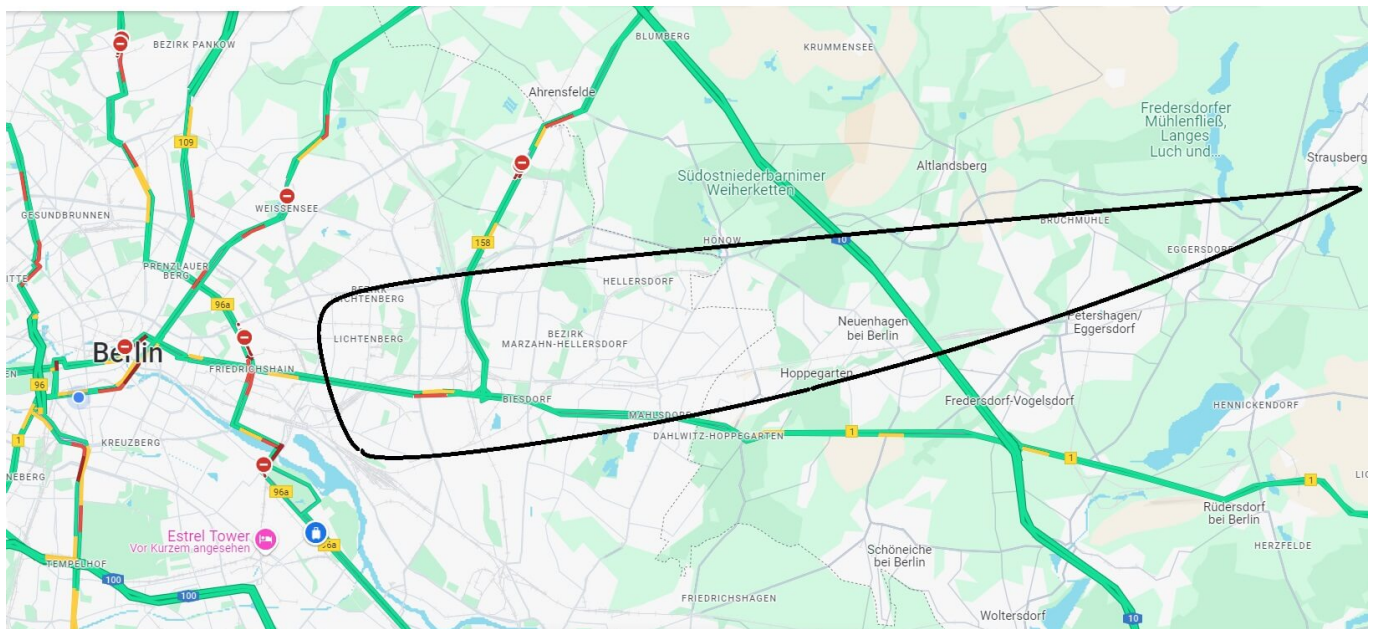 BEZIRK PANKOW
BLUMBERG
KRUMMENSEE
Ahrensfelde
Fredersdorfer
Mühlenfließ,
Langes
Luch und...
109
Strausberg
Altlandsberg
Südostniederbarnimer
Weiherketten
WEISSENSEE
GESUNDBRUNNEN
BRUCHMÜHLE
158
HÖNOW
10
EGGERSDORF
PRENZLAUER
BERG
HELLERSDORF
BEZIRK
LICHTENBERG
96a
Petershagen/
Eggersdorf
Neuenhagen
bei Berlin
LICHTENBERG
BEZIRK
MARZAHN-HELLERSDORF
Berlin
FRIEDRICHSHAIN
Hoppegarten
96
BIESDORF
Fredersdorf-Vogelsdorf
HENNICKENDORF
MAHLSDORF
DAHLWITZ-HOPPEGARTEN
1
KREUZBERG
1
1
1
96a
Rüdersdorf
bei Berlin
Estrel Tower
Vor Kurzem angesehen
96a
HERZFELDE
Schöneiche
bei Berlin
TEMPELHOF
100
100
FRIEDRICHSHAGEN
Woltersdorf
10